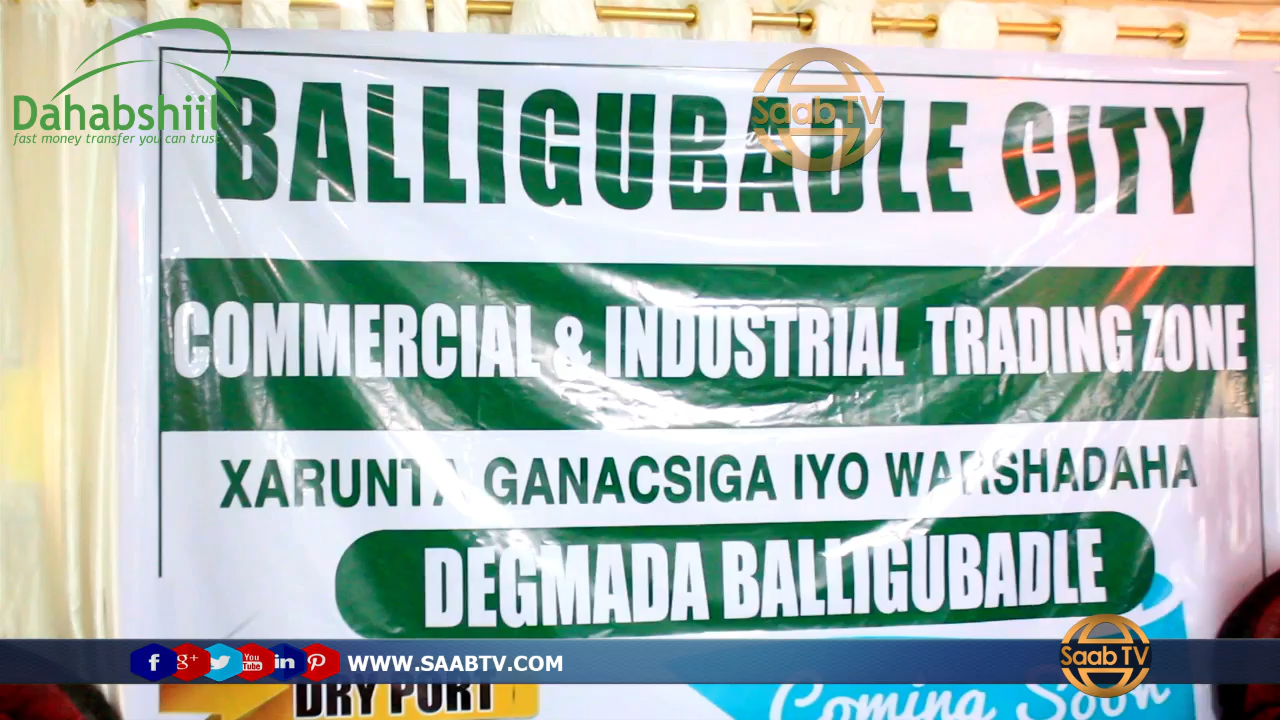 Dahabshiil
fast money transfer you can trust
Saab TV
BALLIGUBADLE CITY
COMMERCIAL & INDUSTRIAL TRADING ZONE
XARUNTA GANACSIGA IYO WARSHADAHA
DEGMADA BALLIGUBADLE
Saab TV
f g+ You Tube in
WWW.SAABTV.COM
DRY PORT
Coming Soon